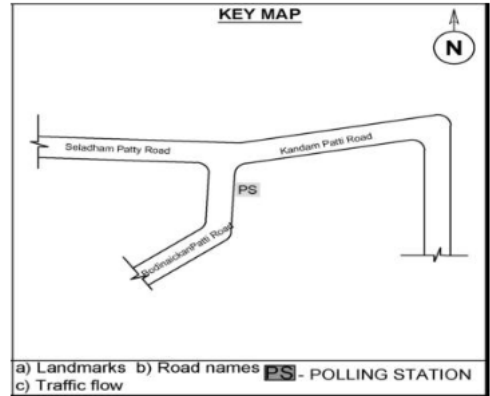 KEY MAP
N
Seladham Patty Road
Kandam Patti Road
PS
BodinaickanPatti Road
a) Landmarks b) Road names PS - POLLING STATION
c) Traffic flow